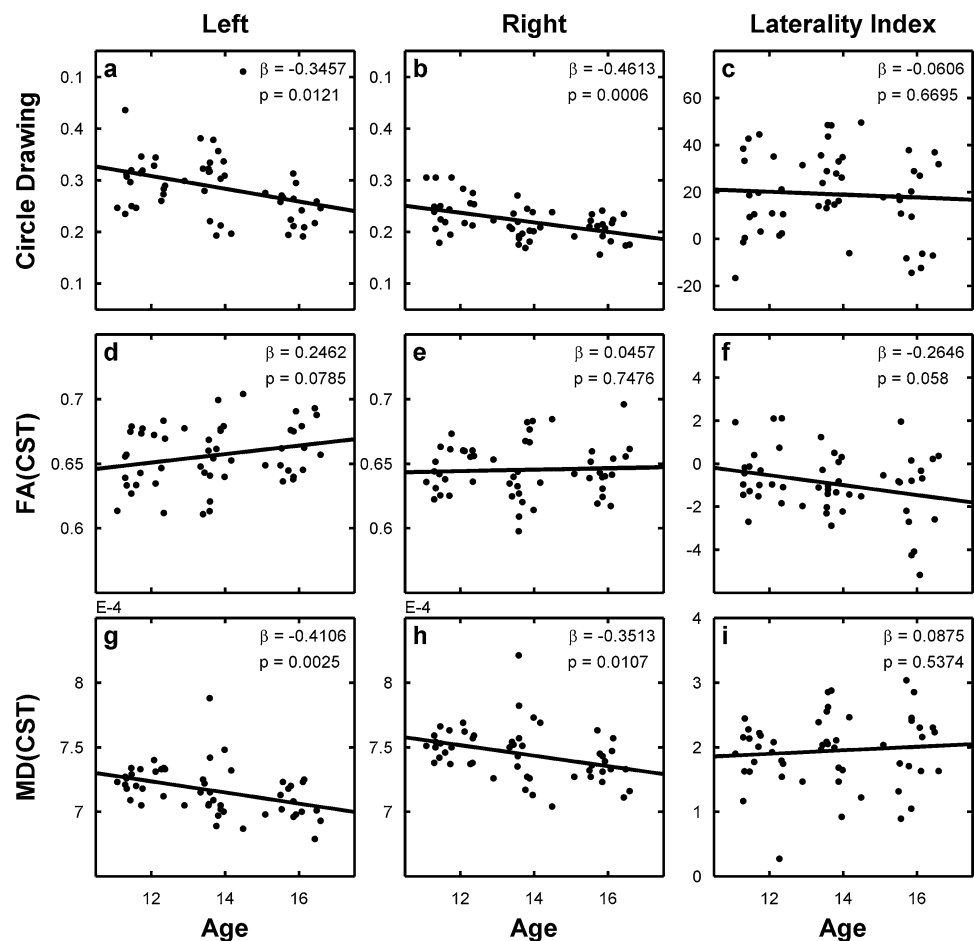 Left Right Laterality Index
Circle Drawing
a
β = -0.3457
p = 0.0121
0.1
0.4
0.3
0.2
0.1
b
β = -0.4613
p = 0.0006
0.1
0.4
0.3
0.2
0.1
c
β = -0.0606
p = 0.6695
60
40
20
0
-20
FA(CST)
d
β = 0.2462
p = 0.0785
0.7
0.65
0.6
e
β = 0.0457
p = 0.7476
0.7
0.65
0.6
f
β = -0.2646
p = 0.058
6
4
2
0
-2
-4
MD(CST)
E-4
g
β = -0.4106
p = 0.0025
8
7.5
7
E-4
h
β = -0.3513
p = 0.0107
8
7.5
7
i
β = 0.0875
p = 0.5374
4
3
2
1
0
12 14 16 12 14 16 12 14 16
Age Age Age